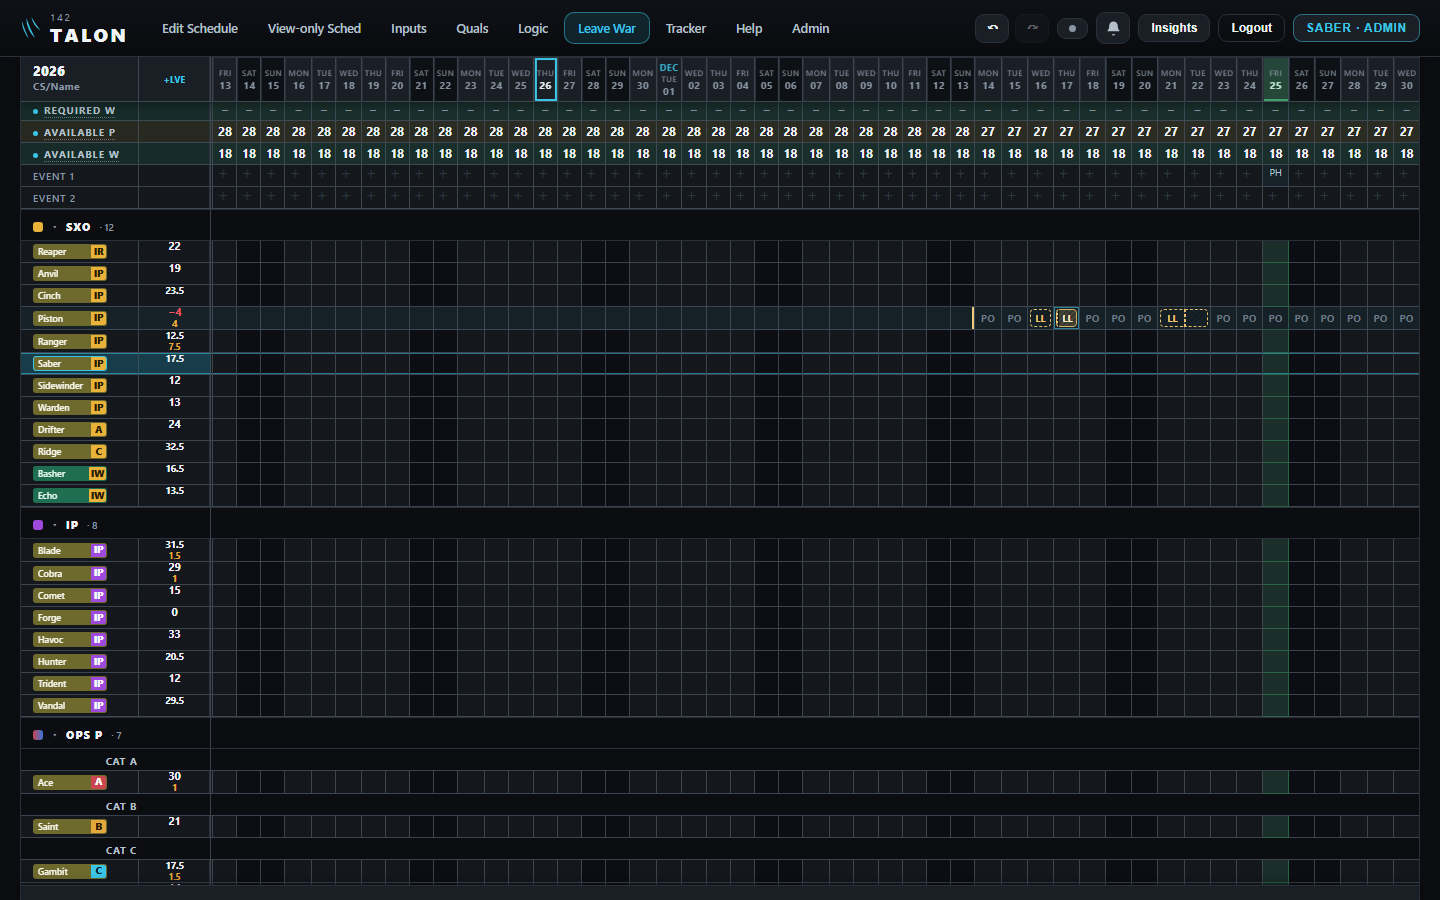 142
TALON
Edit Schedule View-only Sched Inputs Quals Logic Leave War Tracker Help Admin Insights Logout SABER · ADMIN
2026
CS/Name
+LVE
DEC
FRI SAT SUN MON TUE WED THU FRI SAT SUN MON TUE WED THU FRI SAT SUN MON TUE WED THU FRI SAT SUN MON TUE WED THU FRI SAT SUN MON TUE WED THU FRI SAT SUN MON TUE WED THU FRI SAT SUN MON TUE WED
13 14 15 16 17 18 19 20 21 22 23 24 25 26 27 28 29 30 01 02 03 04 05 06 07 08 09 10 11 12 13 14 15 16 17 18 19 20 21 22 23 24 25 26 27 28 29 30
REQUIRED W – – – – – – – – – – – – – – – – – – – – – – – – – – – – – – – – – – – – – – – – – – – – – – – – –
AVAILABLE P 28 28 28 28 28 28 28 28 28 28 28 28 28 28 28 28 28 28 28 28 28 28 28 28 28 28 28 28 28 28 28 27 27 27 27 27 27 27 27 27 27 27 27 27 27 27 27 27 27
AVAILABLE W 18 18 18 18 18 18 18 18 18 18 18 18 18 18 18 18 18 18 18 18 18 18 18 18 18 18 18 18 18 18 18 18 18 18 18 18 18 18 18 18 18 18 18 18 18 18 18 18 18
EVENT 1 + + + + + + + + + + + + + + + + + + + + + + + + + + + + + + + + + + + + + + + + + + PH + + + + +
EVENT 2 + + + + + + + + + + + + + + + + + + + + + + + + + + + + + + + + + + + + + + + + + + + + + + + + +
· SXO · 12
Reaper IR 22
Anvil IP 19
Cinch IP 23.5
Piston IP −4 PO PO LL LL PO PO PO LL PO PO PO PO PO PO PO PO
4
Ranger IP 12.5
7.5
Saber IP 17.5
Sidewinder IP 12
Warden IP 13
Drifter A 24
Ridge C 32.5
Basher IW 16.5
Echo IW 13.5
· IP · 8
Blade IP 31.5
1.5
Cobra IP 29
1
Comet IP 15
Forge IP 0
Havoc IP 33
Hunter IP 20.5
Trident IP 12
Vandal IP 29.5
· OPS P · 7
CAT A
Ace A 30
1
CAT B
Saint B 21
CAT C
Gambit C 17.5
1.5